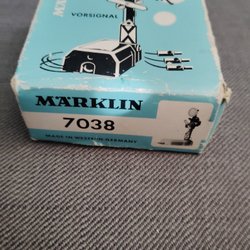 VORSIGNAL
MÄRKLIN
7038
MADE IN WESTERN GERMANY